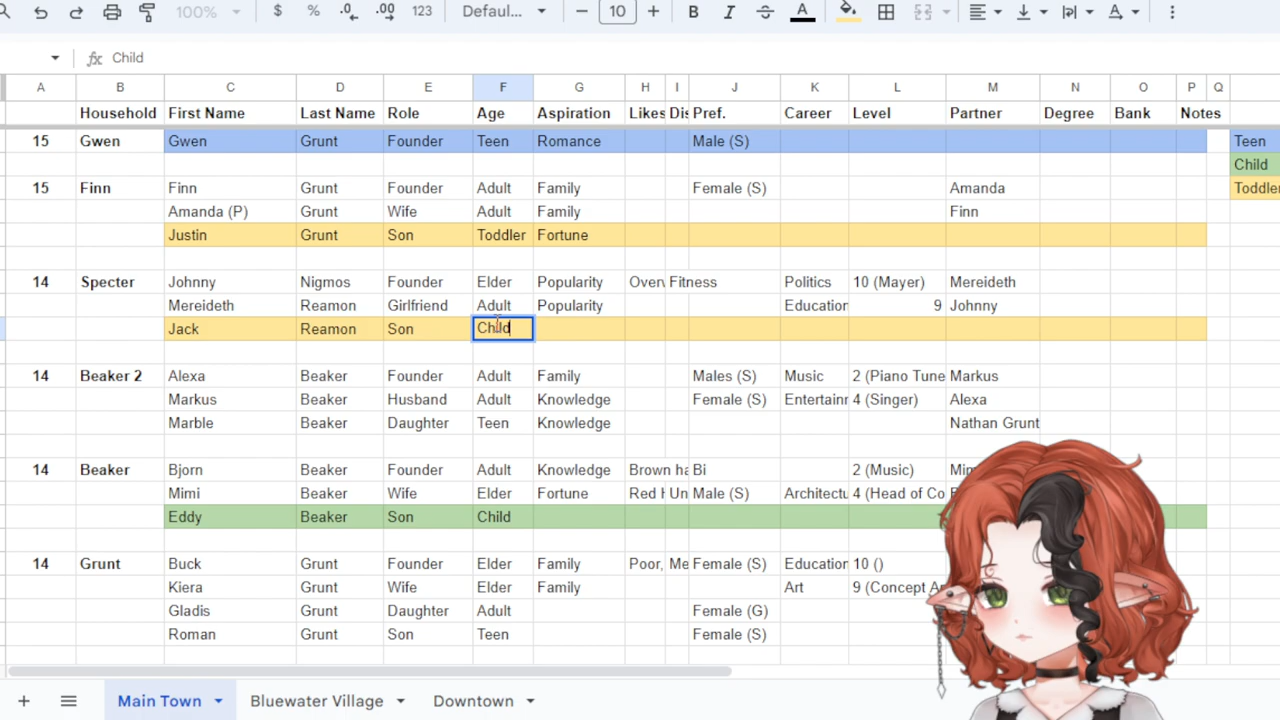 100% $ % .0 .00 123 Defaul... 10 B I A
fx Child
A B C D E F G H I J K L M N O P Q
Household First Name Last Name Role Age Aspiration Likes Dis Pref. Career Level Partner Degree Bank Notes
15 Gwen Gwen Grunt Founder Teen Romance Male (S) Teen
Child
15 Finn Finn Grunt Founder Adult Family Female (S) Amanda Toddler
Amanda (P) Grunt Wife Adult Family Finn
Justin Grunt Son Toddler Fortune
14 Specter Johnny Nigmos Founder Elder Popularity Over Fitness Politics 10 (Mayer) Mereideth
Mereideth Reamon Girlfriend Adult Popularity Education 9 Johnny
Jack Reamon Son Child
14 Beaker 2 Alexa Beaker Founder Adult Family Males (S) Music 2 (Piano Tune Markus
Markus Beaker Husband Adult Knowledge Female (S) Entertainr 4 (Singer) Alexa
Marble Beaker Daughter Teen Knowledge Nathan Grunt
14 Beaker Bjorn Beaker Founder Adult Knowledge Brown ha Bi 2 (Music)
Mimi Beaker Wife Elder Fortune Red H Un Male (S) Architectu 4 (Head of Co
Eddy Beaker Son Child
14 Grunt Buck Grunt Founder Elder Family Poor, Me Female (S) Education 10 ()
Kiera Grunt Wife Elder Family Art 9 (Concept Ar
Gladis Grunt Daughter Adult Female (G)
Roman Grunt Son Teen Female (S)
Main Town Bluewater Village Downtown